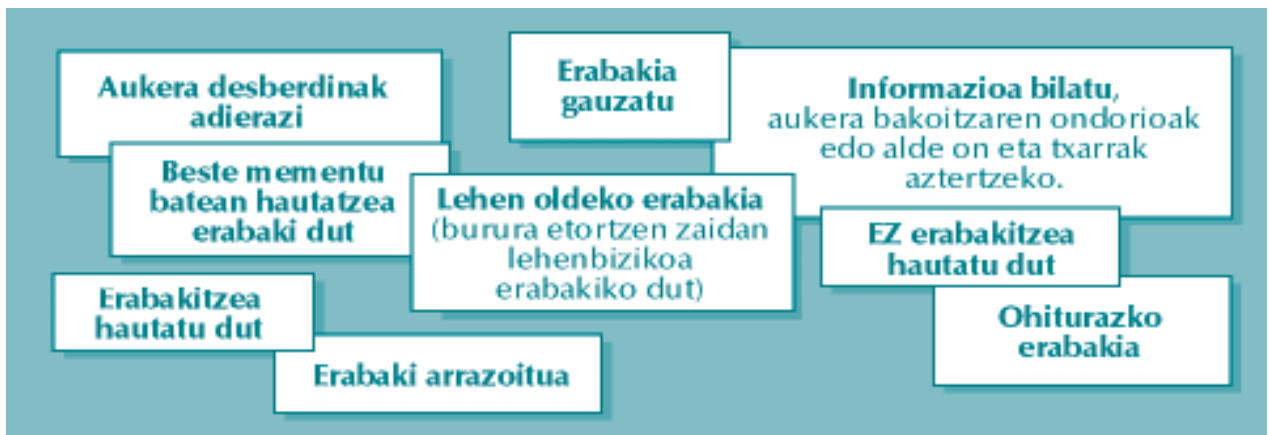 Aukera desberdinak
adierazi
Beste mementu
batean hautatzea
erabaki dut
Erabakitzea
hautatu dut
Erabaki arrazoitua
Erabakia
gauzatu
Lehen oldeko erabakia
(burura etortzen zaidan
lehenbizikoa
erabakiko dut)
Informazioa bilatu,
aukera bakoitzaren ondorioak
edo alde on eta txarrak
aztertzeko.
EZ erabakitzea
hautatu dut
Ohiturazko
erabakia